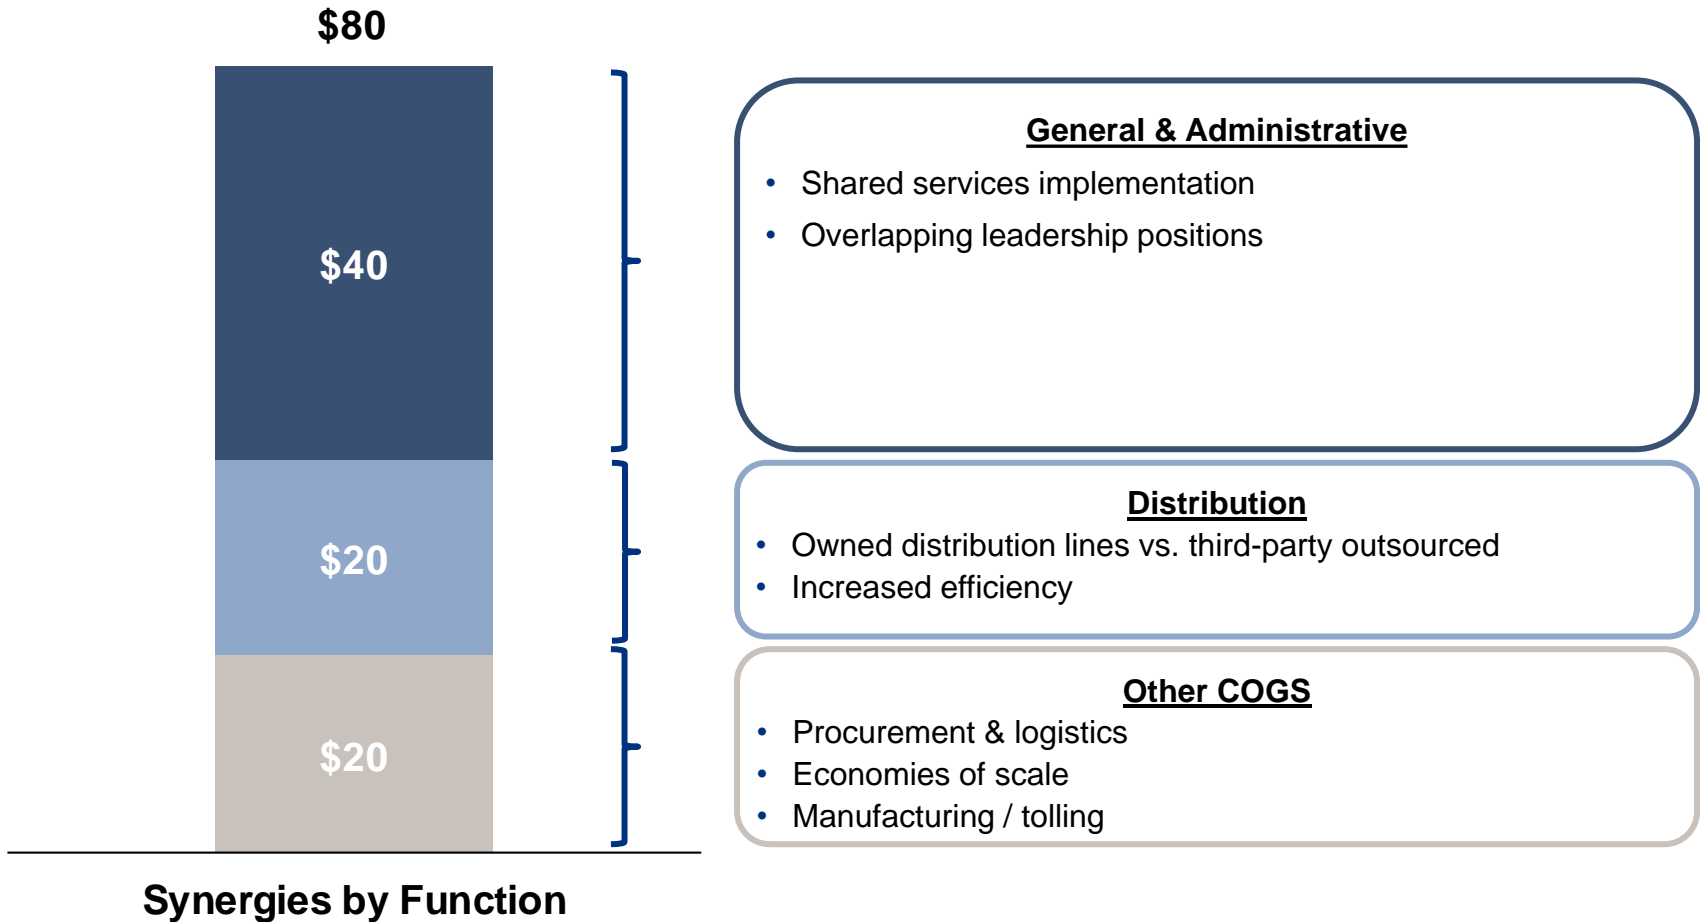 $80
$40
$20
$20
Synergies by Function
General & Administrative
• Shared services implementation
• Overlapping leadership positions
Distribution
• Owned distribution lines vs. third-party outsourced
• Increased efficiency
Other COGS
• Procurement & logistics
• Economies of scale
• Manufacturing / tolling